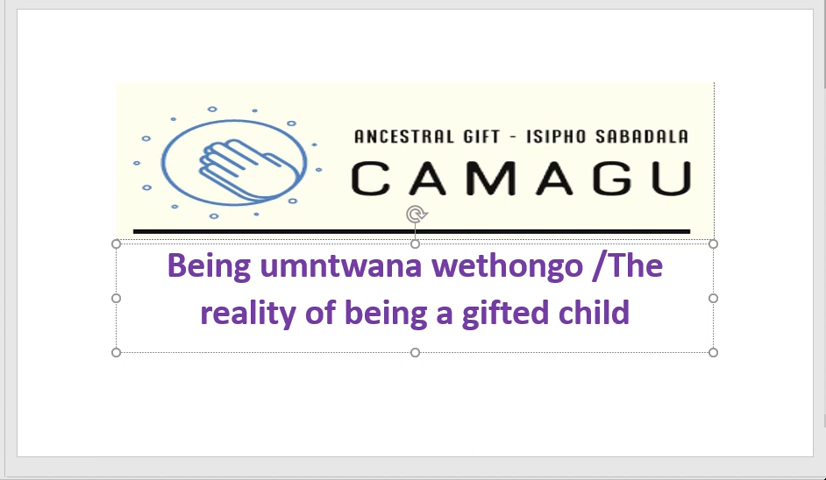 ANCESTRAL GIFT - ISIPHO SABADALA
CAMAGU
Being umntwana wethongo /The
reality of being a gifted child